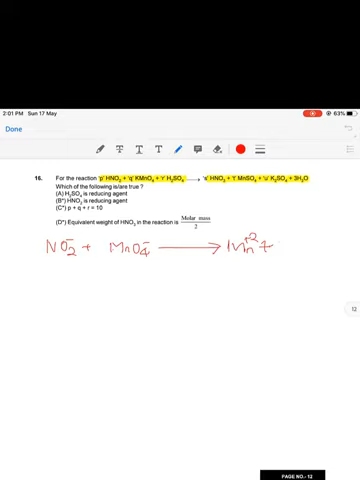 2:01 PM Sun 17 May 63%
Done
16. For the reaction 'p' HNO₂ + 'q' KMnO₄ + 'r' H₂SO₄ ⟶ 's' HNO₃ + 't' MnSO₄ + 'u' K₂SO₄ + 3H₂O
Which of the following is/are true ?
(A) H₂SO₄ is reducing agent
(B*) HNO₂ is reducing agent
(C*) p + q + r = 10
(D*) Equivalent weight of HNO₂ in the reaction is Molar mass / 2
NO₂⁻ + MnO₄⁻ ⟶ Mn⁺² +
12
PAGE NO.- 12